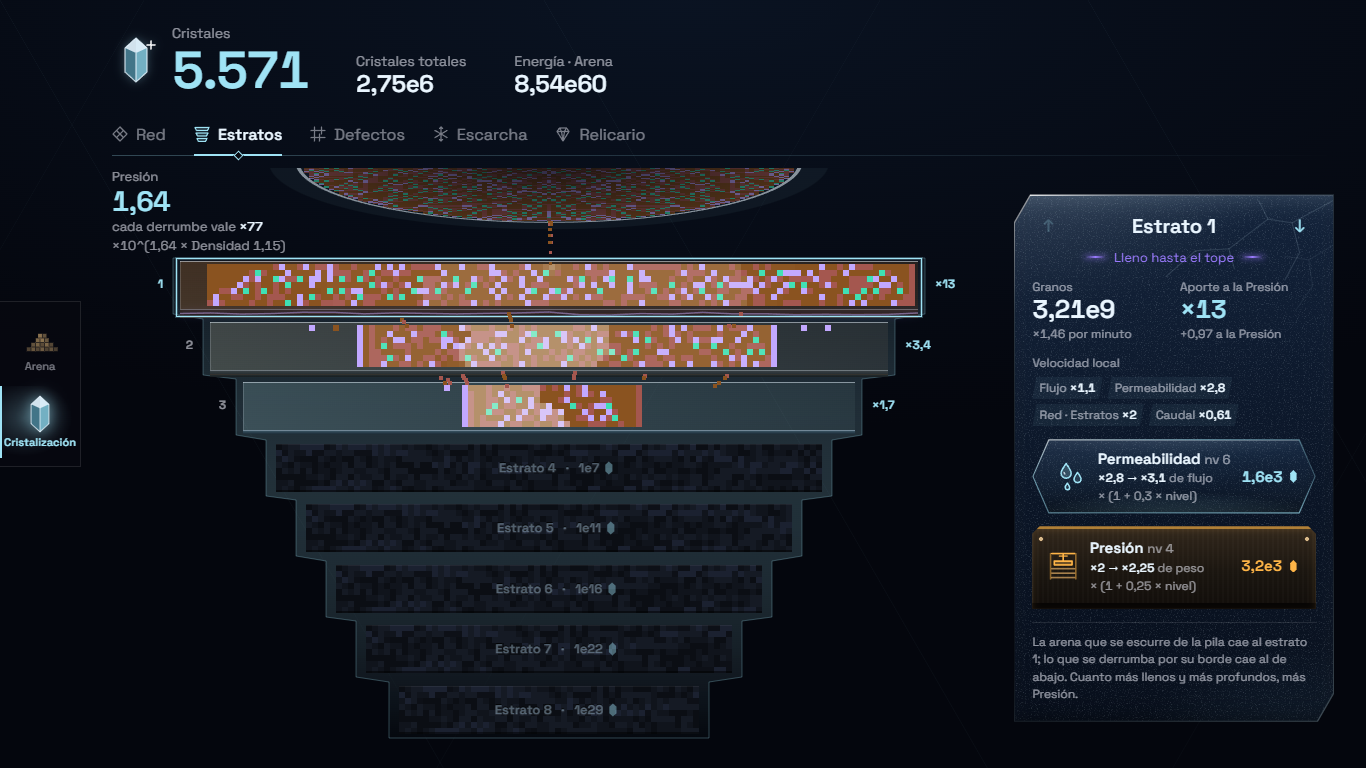 Cristales
5.571
Cristales totales
2,75e6
Energía · Arena
8,54e60
Red
Estratos
Defectos
Escarcha
Relicario
Presión
1,64
cada derrumbe vale ×77
×10^(1,64 × Densidad 1,15)
1
×13
2
×3,4
3
×1,7
Estrato 4 · 1e7
Estrato 5 · 1e11
Estrato 6 · 1e16
Estrato 7 · 1e22
Estrato 8 · 1e29
Arena
Cristalización
Estrato 1
Lleno hasta el tope
Granos
3,21e9
×1,46 por minuto
Aporte a la Presión
×13
+0,97 a la Presión
Velocidad local
Flujo ×1,1
Permeabilidad ×2,8
Red · Estratos ×2
Caudal ×0,61
Permeabilidad nv 6
×2,8 → ×3,1 de flujo
× (1 + 0,3 × nivel)
1,6e3
Presión nv 4
×2 → ×2,25 de peso
× (1 + 0,25 × nivel)
3,2e3
La arena que se escurre de la pila cae al estrato
1; lo que se derrumba por su borde cae al de
abajo. Cuanto más llenos y más profundos, más
Presión.